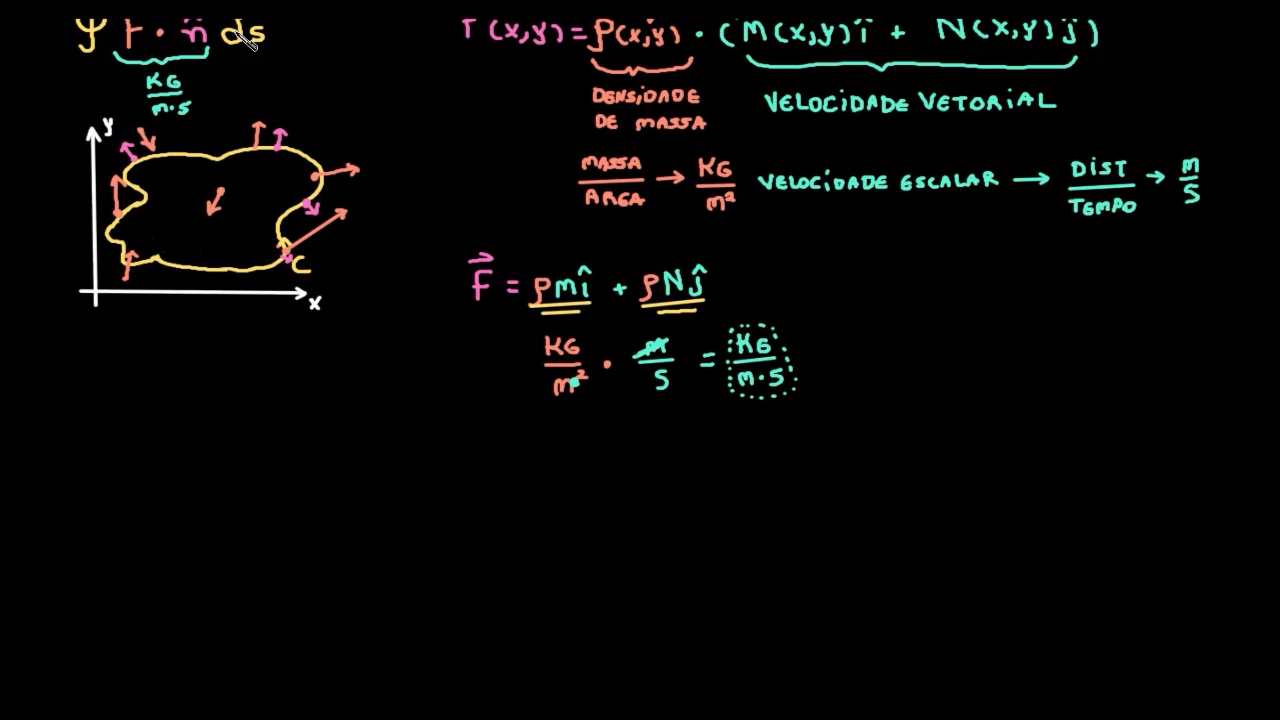 ∮ F · n̂ ds
KG
m·s
F(x,y) = ρ(x,y) · (M(x,y)î + N(x,y)ĵ)
DENSIDADE
DE MASSA
VELOCIDADE VETORIAL
MASSA
ÁREA
→ KG
m²
VELOCIDADE ESCALAR → DIST
TEMPO
→ M
S
y
C
x
F⃗ = ρmî + ρNĵ
KG
m²
· m
S
= KG
m·S